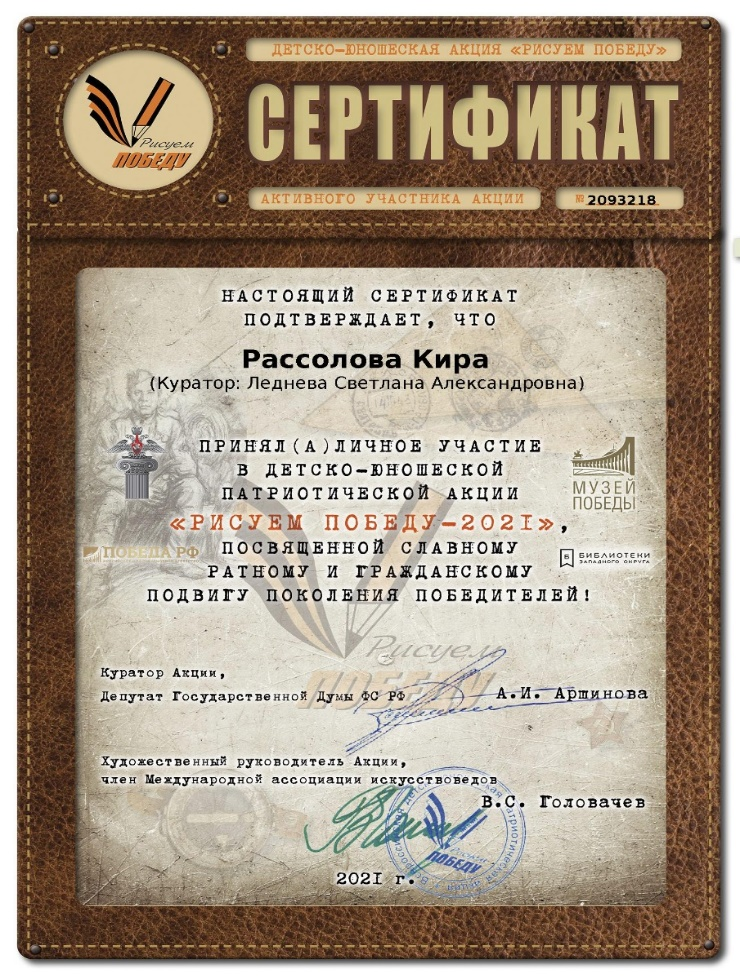 ДЕТСКО-ЮНОШЕСКАЯ АКЦИЯ «РИСУЕМ ПОБЕДУ»
Рисуем
ПОБЕДУ
СЕРТИФИКАТ
АКТИВНОГО УЧАСТНИКА АКЦИИ
№ 2093218
НАСТОЯЩИЙ СЕРТИФИКАТ
ПОДТВЕРЖДАЕТ, ЧТО
Рассолова Кира
(Куратор: Леднева Светлана Александровна)
ПРИНЯЛ(А) ЛИЧНОЕ УЧАСТИЕ
В ДЕТСКО-ЮНОШЕСКОЙ
ПАТРИОТИЧЕСКОЙ АКЦИИ
«РИСУЕМ ПОБЕДУ-2021»,
МУЗЕЙ
ПОБЕДЫ
ПОБЕДА РФ
ПОСВЯЩЕННОЙ СЛАВНОМУ
БИБЛИОТЕКИ
ЗАПАДНОГО ОКРУГА
РАТНОМУ И ГРАЖДАНСКОМУ
ПОДВИГУ ПОКОЛЕНИЯ ПОБЕДИТЕЛЕЙ!
Рисуем
ПОБЕДУ
Куратор Акции,
Депутат Государственной Думы ФС РФ
А.И. Аршинова
Художественный руководитель Акции,
член Международной ассоциации искусствоведов
В.С. Головачев
ПОБЕДУ
2021 г.